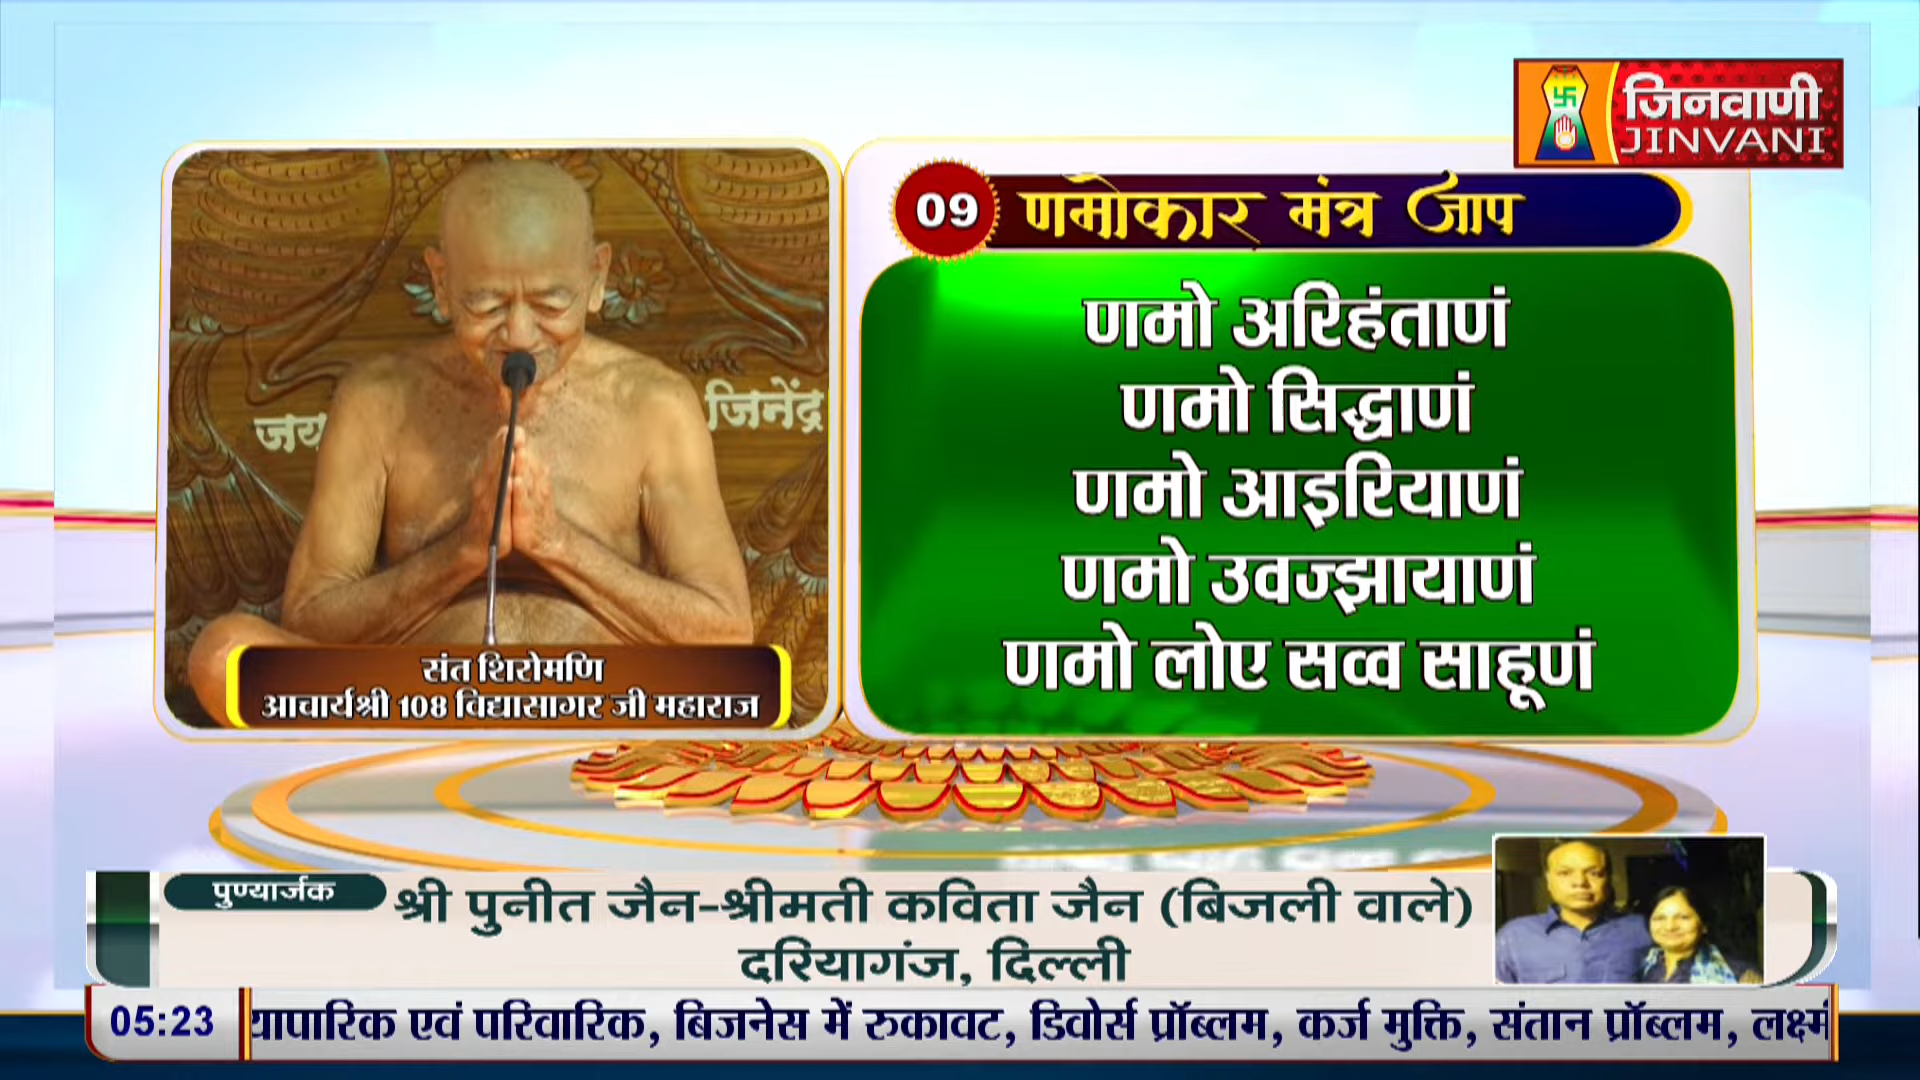 जिनवाणी
JINVANI
09 णमोकार मंत्र जाप
णमो अरिहंताणं
णमो सिद्धाणं
णमो आइरियाणं
णमो उवज्झायाणं
णमो लोए सव्व साहूणं
जय जिनेंद्र
संत शिरोमणि
आचार्यश्री 108 विद्यासागर जी महाराज
पुण्यार्जक
श्री पुनीत जैन-श्रीमती कविता जैन (बिजली वाले)
दरियागंज, दिल्ली
05:23
एवं परिवारिक, बिजनेस में रुकावट, डिवोर्स प्रॉब्लम, कर्ज मुक्ति, संतान प्रॉब्लम,